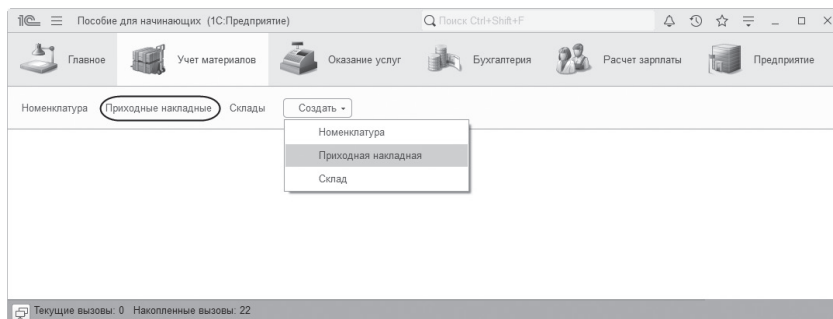 1С Пособие для начинающих (1С:Предприятие) Поиск Ctrl+Shift+F
Главное Учет материалов Оказание услуг Бухгалтерия Расчет зарплаты Предприятие
Номенклатура Приходные накладные Склады Создать
Номенклатура
Приходная накладная
Склад
Текущие вызовы: 0 Накопленные вызовы: 22